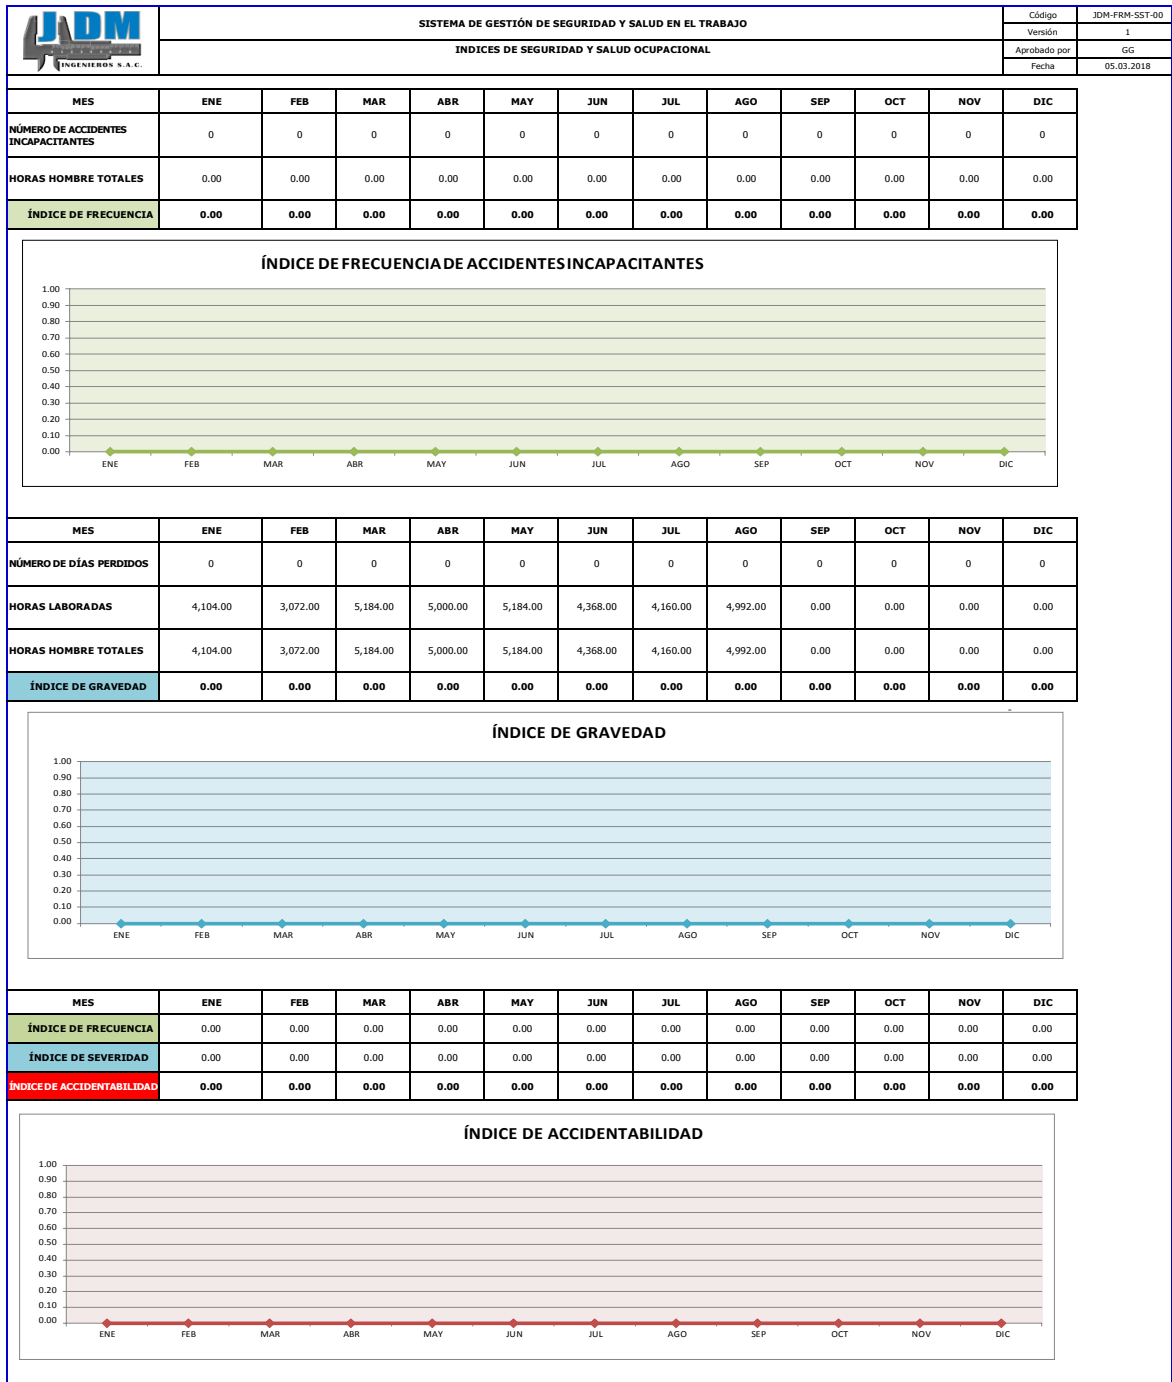 JDM
INGENIEROS S.A.C.
SISTEMA DE GESTIÓN DE SEGURIDAD Y SALUD EN EL TRABAJO
INDICES DE SEGURIDAD Y SALUD OCUPACIONAL
Código JDM-FRM-SST-00
Versión 1
Aprobado por GG
Fecha 05.03.2018
MES ENE FEB MAR ABR MAY JUN JUL AGO SEP OCT NOV DIC
NÚMERO DE ACCIDENTES
INCAPACITANTES 0 0 0 0 0 0 0 0 0 0 0 0
HORAS HOMBRE TOTALES 0.00 0.00 0.00 0.00 0.00 0.00 0.00 0.00 0.00 0.00 0.00 0.00
ÍNDICE DE FRECUENCIA 0.00 0.00 0.00 0.00 0.00 0.00 0.00 0.00 0.00 0.00 0.00 0.00
ÍNDICE DE FRECUENCIA DE ACCIDENTES INCAPACITANTES
1.00
0.90
0.80
0.70
0.60
0.50
0.40
0.30
0.20
0.10
0.00
ENE FEB MAR ABR MAY JUN JUL AGO SEP OCT NOV DIC
MES ENE FEB MAR ABR MAY JUN JUL AGO SEP OCT NOV DIC
NÚMERO DE DÍAS PERDIDOS 0 0 0 0 0 0 0 0 0 0 0 0
HORAS LABORADAS 4,104.00 3,072.00 5,184.00 5,000.00 5,184.00 4,368.00 4,160.00 4,992.00 0.00 0.00 0.00 0.00
HORAS HOMBRE TOTALES 4,104.00 3,072.00 5,184.00 5,000.00 5,184.00 4,368.00 4,160.00 4,992.00 0.00 0.00 0.00 0.00
ÍNDICE DE GRAVEDAD 0.00 0.00 0.00 0.00 0.00 0.00 0.00 0.00 0.00 0.00 0.00 0.00
ÍNDICE DE GRAVEDAD
1.00
0.90
0.80
0.70
0.60
0.50
0.40
0.30
0.20
0.10
0.00
ENE FEB MAR ABR MAY JUN JUL AGO SEP OCT NOV DIC
MES ENE FEB MAR ABR MAY JUN JUL AGO SEP OCT NOV DIC
ÍNDICE DE FRECUENCIA 0.00 0.00 0.00 0.00 0.00 0.00 0.00 0.00 0.00 0.00 0.00 0.00
ÍNDICE DE SEVERIDAD 0.00 0.00 0.00 0.00 0.00 0.00 0.00 0.00 0.00 0.00 0.00 0.00
ÍNDICE DE ACCIDENTABILIDAD 0.00 0.00 0.00 0.00 0.00 0.00 0.00 0.00 0.00 0.00 0.00 0.00
ÍNDICE DE ACCIDENTABILIDAD
1.00
0.90
0.80
0.70
0.60
0.50
0.40
0.30
0.20
0.10
0.00
ENE FEB MAR ABR MAY JUN JUL AGO SEP OCT NOV DIC